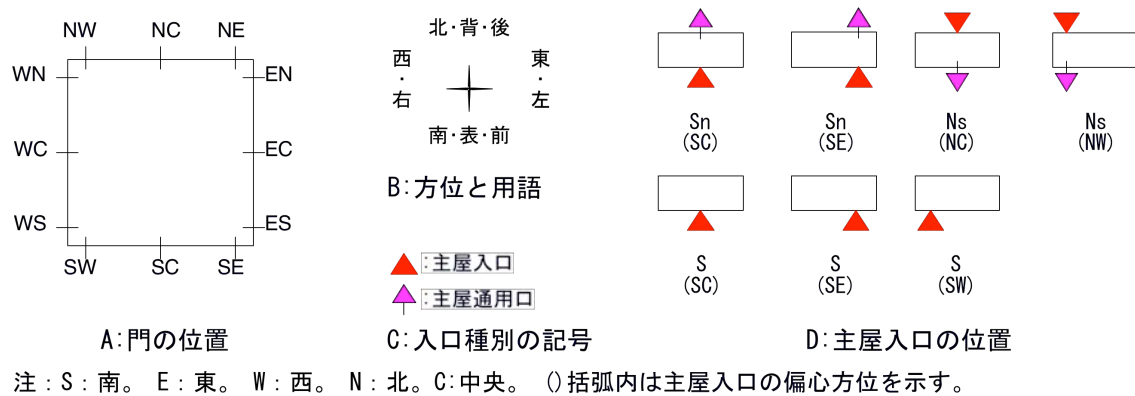 NW NC NE
WN EN
WC EC
WS ES
SW SC SE
A:門の位置
北・背・後
西・右
東・左
南・表・前
B:方位と用語
:主屋入口
:主屋通用口
C:入口種別の記号
Sn Sn Ns Ns
(SC) (SE) (NC) (NW)
S S S
(SC) (SE) (SW)
D:主屋入口の位置
注：S：南。 E：東。 W：西。 N：北。C:中央。 ()括弧内は主屋入口の偏心方位を示す。